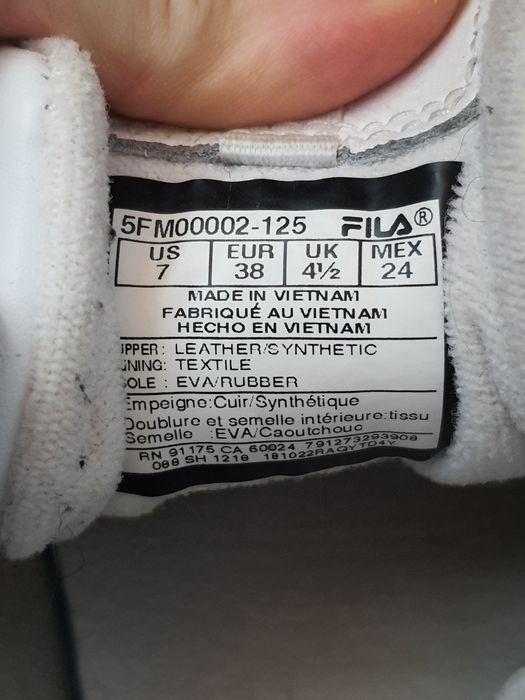 5FM00002-125 FILA®
US EUR UK MEX
7 38 4½ 24
MADE IN VIETNAM
FABRIQUÉ AU VIETNAM
HECHO EN VIETNAM
PPER: LEATHER/SYNTHETIC
NING: TEXTILE
OLE: EVA/RUBBER
Empeigne:Cuir/Synthétique
Doublure et semelle intérieure:tissu
Semelle :EVA/Caoutchouc
RN 91175 CA 60024 791273293908
088 SH 1218 181022RAQYTD4Y